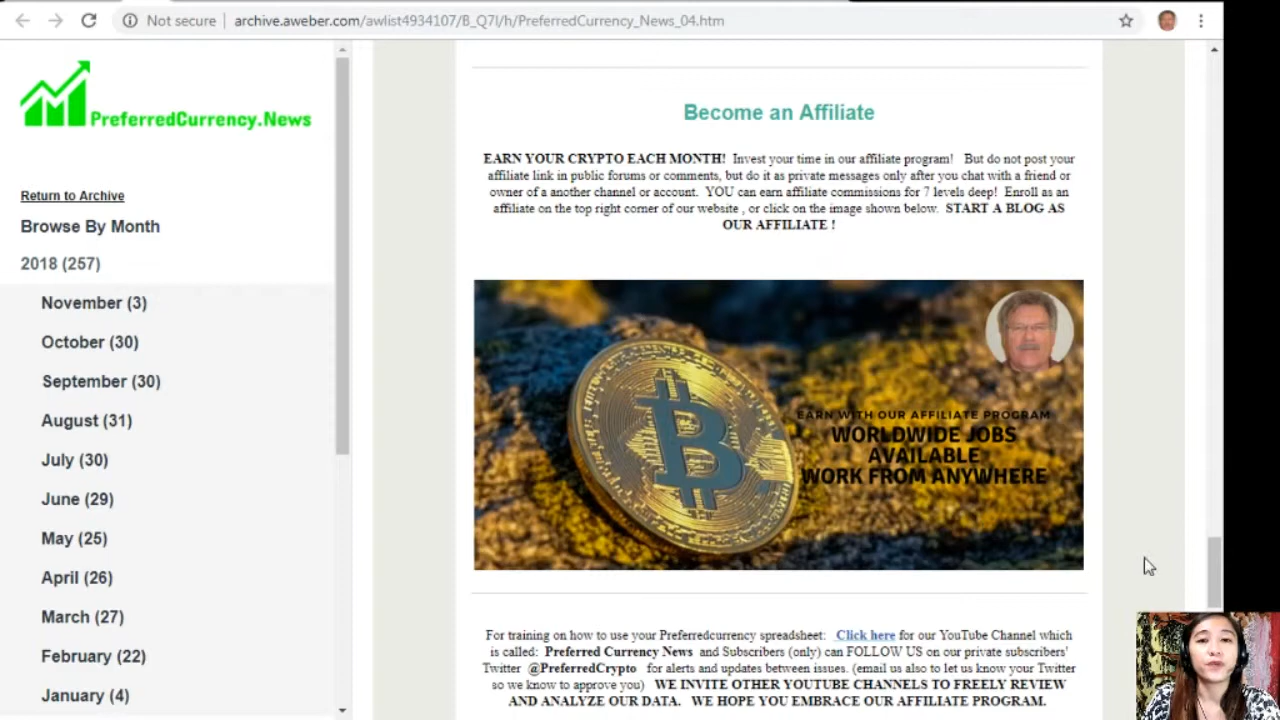 Not secure | archive.aweber.com/awlist4934107/B_Q7l/h/PreferredCurrency_News_04.htm
PreferredCurrency.News
Return to Archive
Browse By Month
2018 (257)
November (3)
October (30)
September (30)
August (31)
July (30)
June (29)
May (25)
April (26)
March (27)
February (22)
January (4)
Become an Affiliate
EARN YOUR CRYPTO EACH MONTH! Invest your time in our affiliate program! But do not post your
affiliate link in public forums or comments, but do it as private messages only after you chat with a friend or
owner of a another channel or account. YOU can earn affiliate commissions for 7 levels deep! Enroll as an
affiliate on the top right corner of our website , or click on the image shown below. START A BLOG AS
OUR AFFILIATE !
EARN WITH OUR AFFILIATE PROGRAM
WORLDWIDE JOBS
AVAILABLE
WORK FROM ANYWHERE
For training on how to use your Preferredcurrency spreadsheet: Click here for our YouTube Channel which
is called: Preferred Currency News and Subscribers (only) can FOLLOW US on our private subscribers'
Twitter @PreferredCrypto for alerts and updates between issues. (email us also to let us know your Twitter
so we know to approve you) WE INVITE OTHER YOUTUBE CHANNELS TO FREELY REVIEW
AND ANALYZE OUR DATA. WE HOPE YOU EMBRACE OUR AFFILIATE PROGRAM.